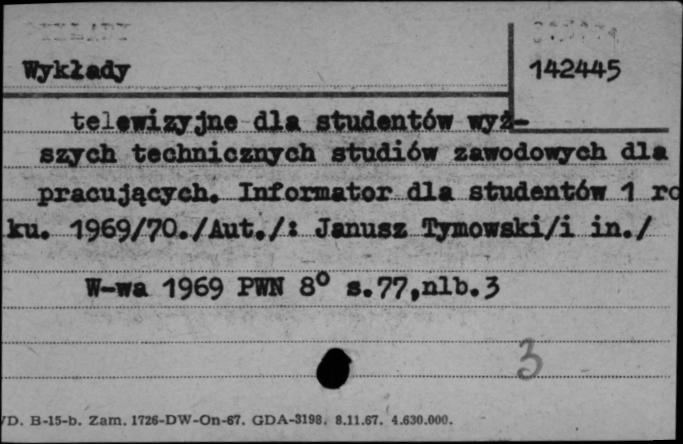 Wykłady
142445
telewizyjne dla studentów wyż-
szych technicznych studiów zawodowych dla
pracujących. Informator dla studentów 1 ro
ku. 1969/70./Aut./: Janusz Tymowski/i in./
W-wa 1969 PWN 8° s.77,nlb.3
3
/D. B-15-b. Zam. 1726-DW-On-67. GDA-3198. 8.11.67. 4.630.000.